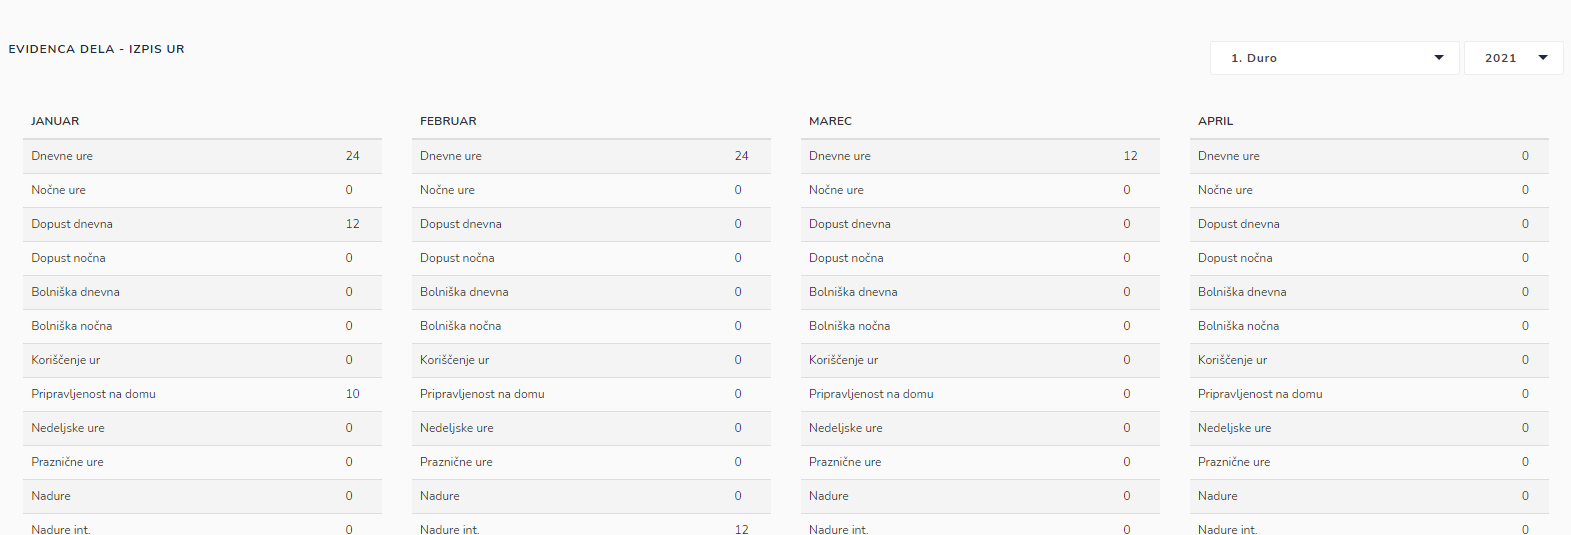 EVIDENCA DELA - IZPIS UR
1. Duro 2021
JANUAR FEBRUAR MAREC APRIL
Dnevne ure 24 Dnevne ure 24 Dnevne ure 12 Dnevne ure 0
Nočne ure 0 Nočne ure 0 Nočne ure 0 Nočne ure 0
Dopust dnevna 12 Dopust dnevna 0 Dopust dnevna 0 Dopust dnevna 0
Dopust nočna 0 Dopust nočna 0 Dopust nočna 0 Dopust nočna 0
Bolniška dnevna 0 Bolniška dnevna 0 Bolniška dnevna 0 Bolniška dnevna 0
Bolniška nočna 0 Bolniška nočna 0 Bolniška nočna 0 Bolniška nočna 0
Koriščenje ur 0 Koriščenje ur 0 Koriščenje ur 0 Koriščenje ur 0
Pripravljenost na domu 10 Pripravljenost na domu 0 Pripravljenost na domu 0 Pripravljenost na domu 0
Nedeljske ure 0 Nedeljske ure 0 Nedeljske ure 0 Nedeljske ure 0
Praznične ure 0 Praznične ure 0 Praznične ure 0 Praznične ure 0
Nadure 0 Nadure 0 Nadure 0 Nadure 0
Nadure int. 0 Nadure int. 12 Nadure int. 0 Nadure int. 0